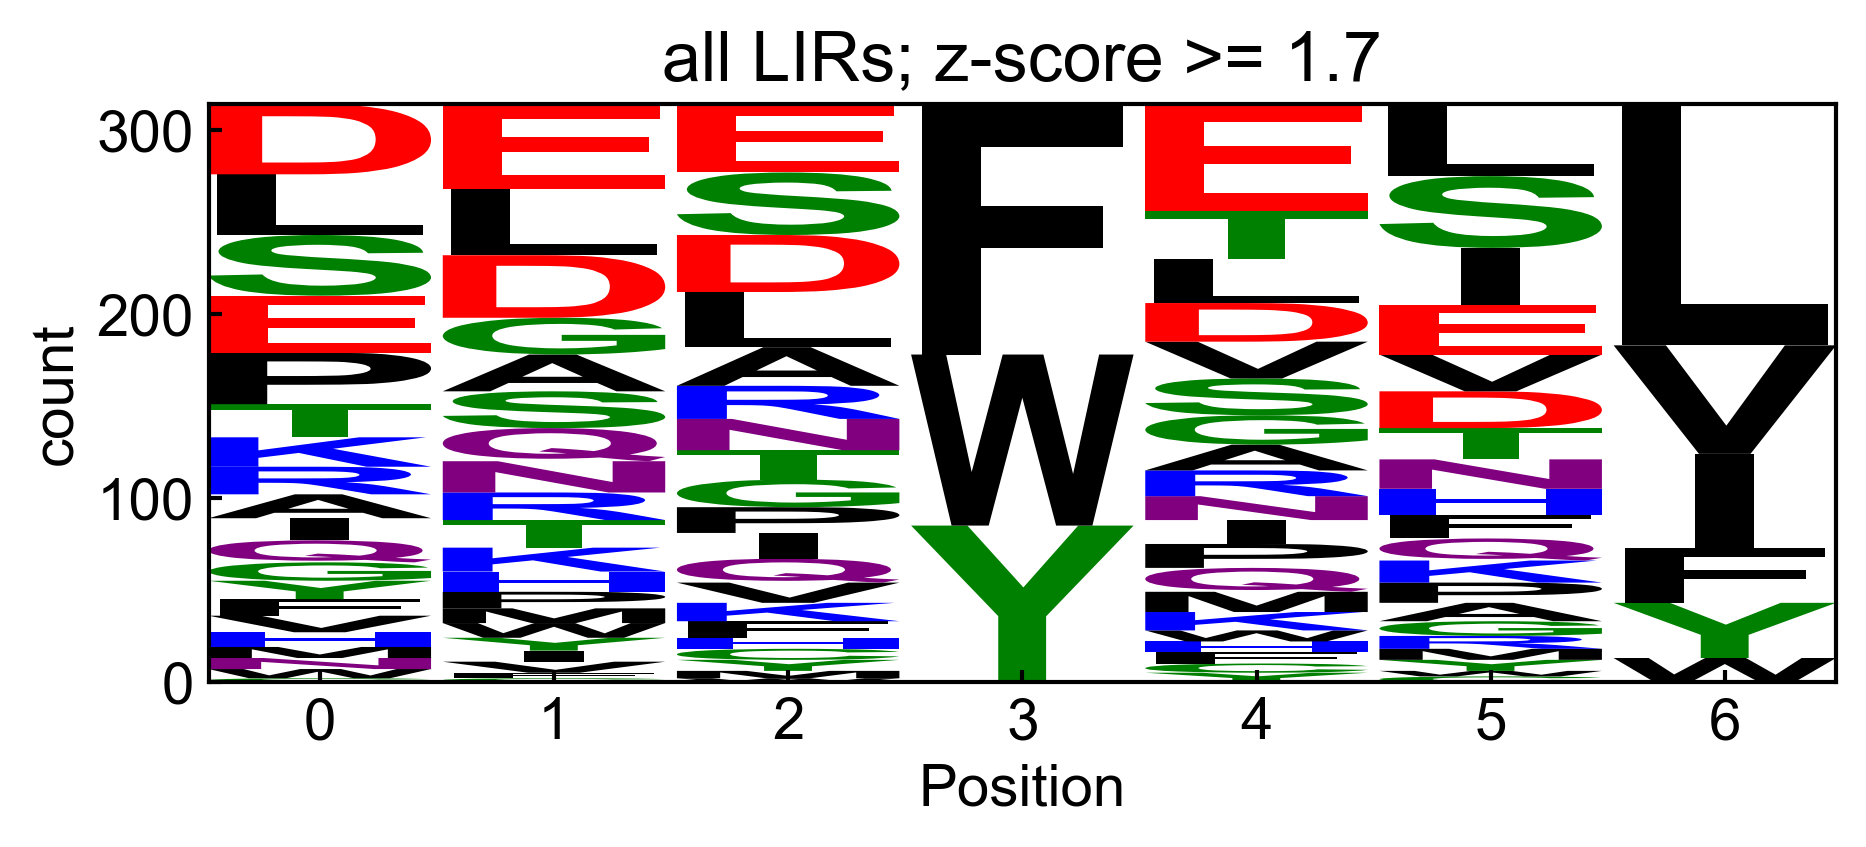 all LIRs; z-score >= 1.7
count
300
200
100
0
D L S E P T K R A I Q G Y F V H M N W
E L D G A S Q N R T K H P W Y I V F
E S D L A R N T G P I Q V K F H C Y M
F W Y
E T L D V S G A R N I P Q M K W H F C Y
L S I E V D T N H F Q K P A G R M Y
L V I F Y W
0 1 2 3 4 5 6
Position